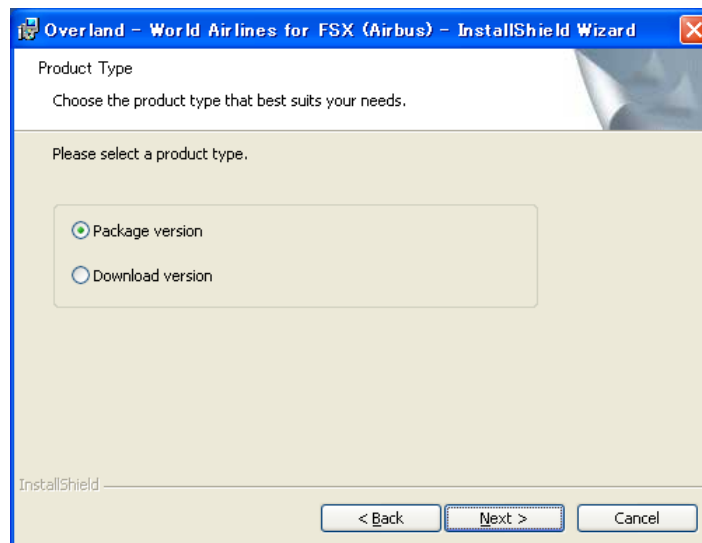 Overland - World Airlines for FSX (Airbus) - InstallShield Wizard
Product Type
Choose the product type that best suits your needs.
Please select a product type.
Package version
Download version
InstallShield
< Back
Next >
Cancel